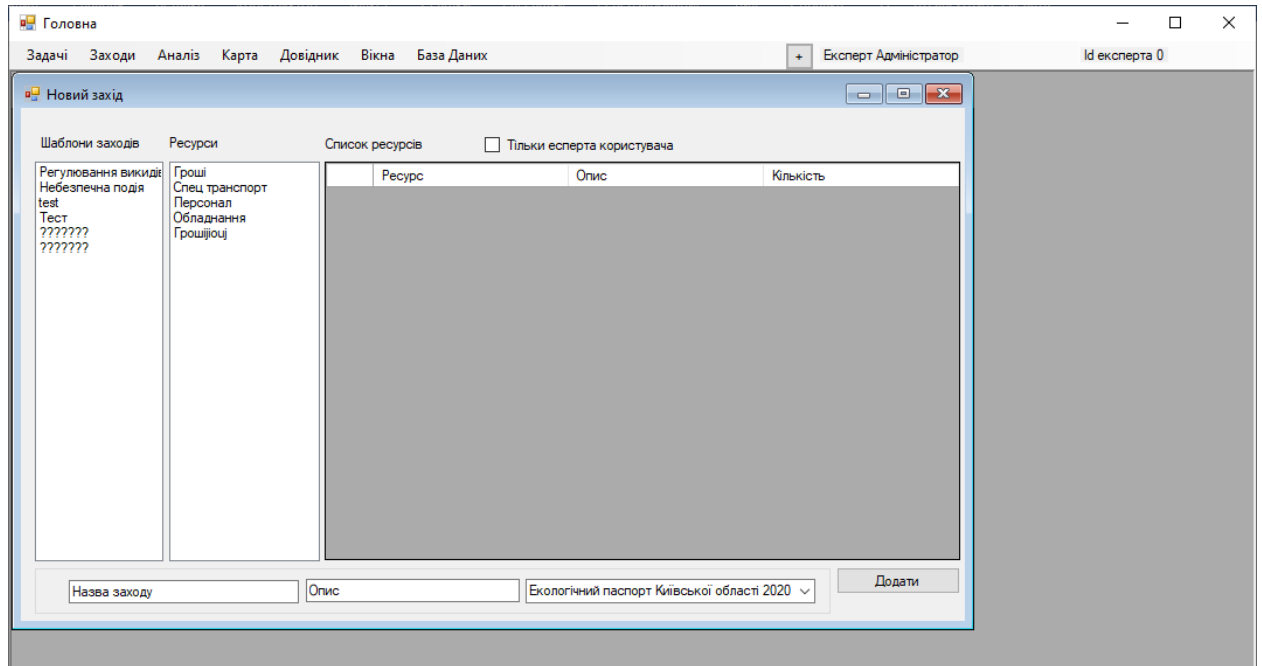 Головна
Задачі Заходи Аналіз Карта Довідник Вікна База Даних + Експерт Адміністратор Id експерта 0
Новий захід
Шаблони заходів Ресурси Список ресурсів Тільки есперта користувача
Регулювання викидів Гроші Ресурс Опис Кількість
Небезпечна подія Спец транспорт
test Персонал
Тест Обладнання
??????? Грошіjiouj
???????
Назва заходу Опис Екологічний паспорт Київської області 2020 Додати